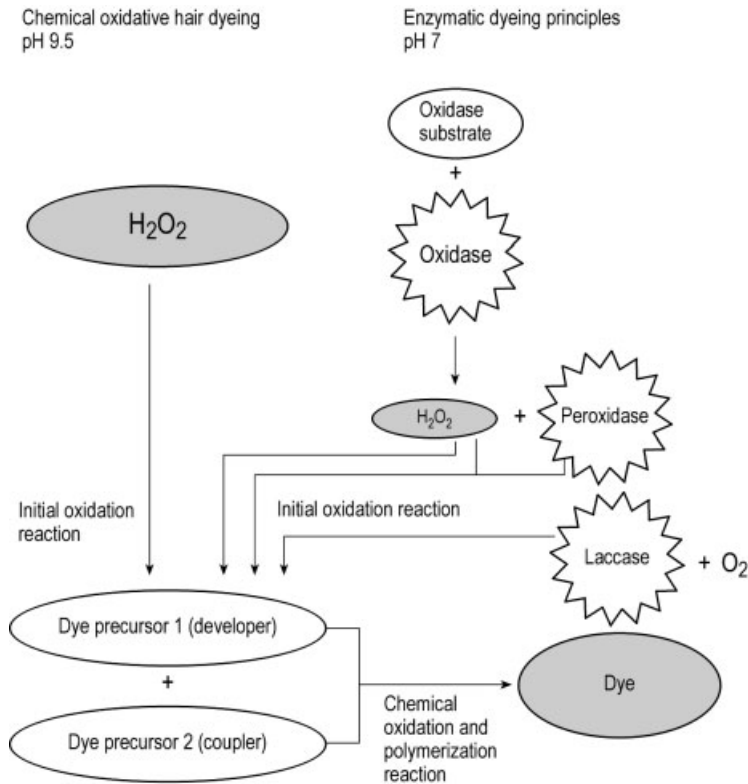 Chemical oxidative hair dyeing
pH 9.5
Enzymatic dyeing principles
pH 7
Oxidase
substrate
+
Oxidase
H₂O₂
H₂O₂
+
Peroxidase
Initial oxidation
reaction
Initial oxidation reaction
Laccase
+ O₂
Dye precursor 1 (developer)
+
Dye precursor 2 (coupler)
Dye
Chemical
oxidation and
polymerization
reaction